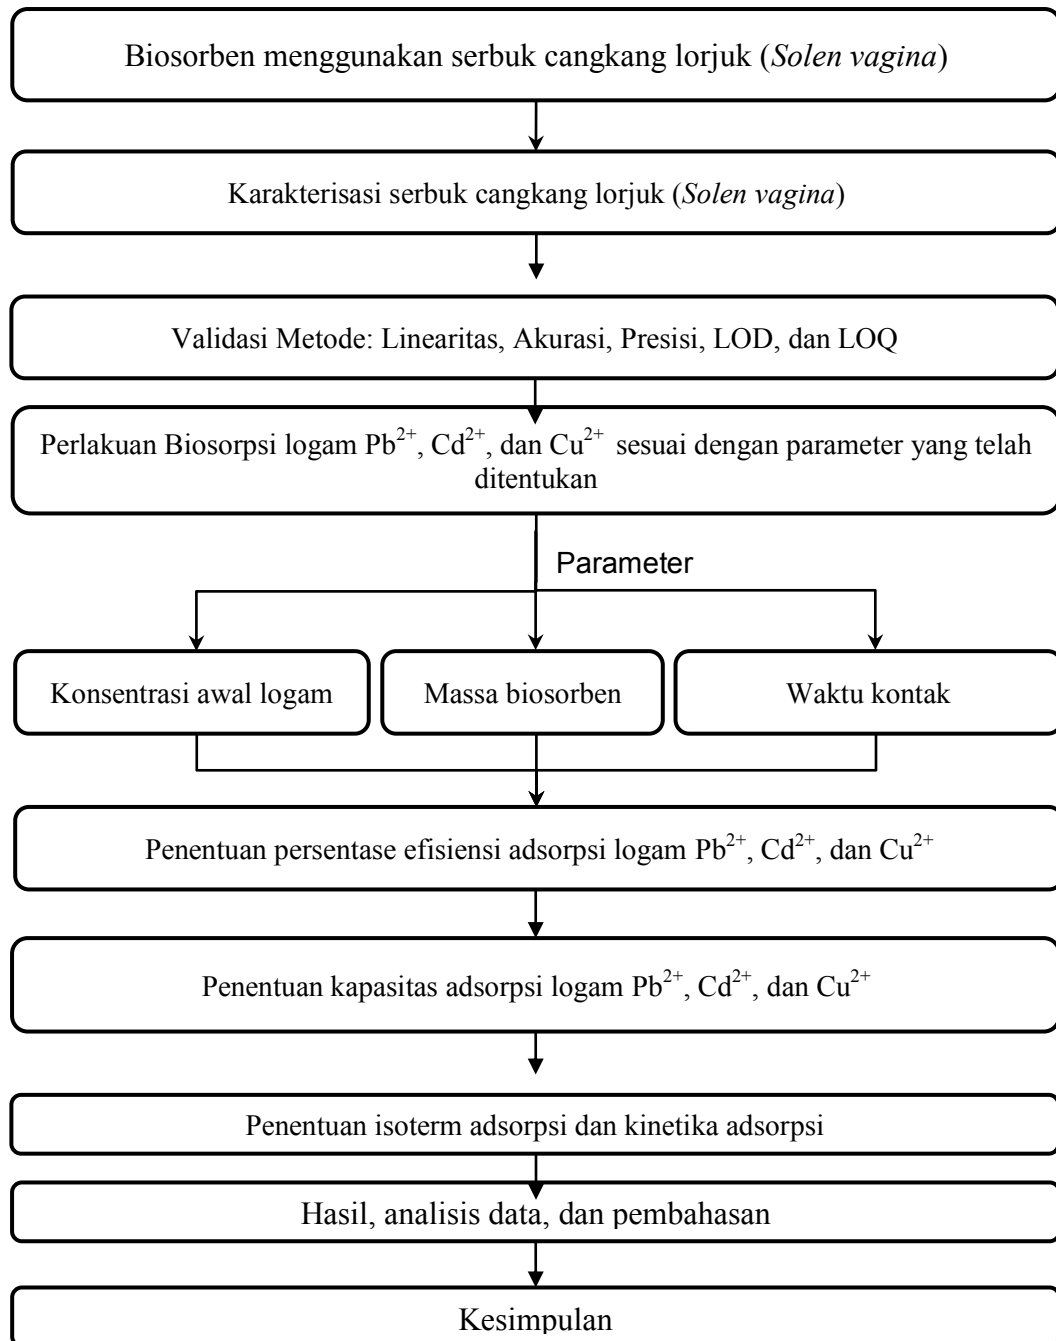 Biosorben menggunakan serbuk cangkang lorjuk (Solen vagina)
Karakterisasi serbuk cangkang lorjuk (Solen vagina)
Validasi Metode: Linearitas, Akurasi, Presisi, LOD, dan LOQ
Perlakuan Biosorpsi logam Pb²⁺, Cd²⁺, dan Cu²⁺ sesuai dengan parameter yang telah
ditentukan
Parameter
Konsentrasi awal logam
Massa biosorben
Waktu kontak
Penentuan persentase efisiensi adsorpsi logam Pb²⁺, Cd²⁺, dan Cu²⁺
Penentuan kapasitas adsorpsi logam Pb²⁺, Cd²⁺, dan Cu²⁺
Penentuan isoterm adsorpsi dan kinetika adsorpsi
Hasil, analisis data, dan pembahasan
Kesimpulan